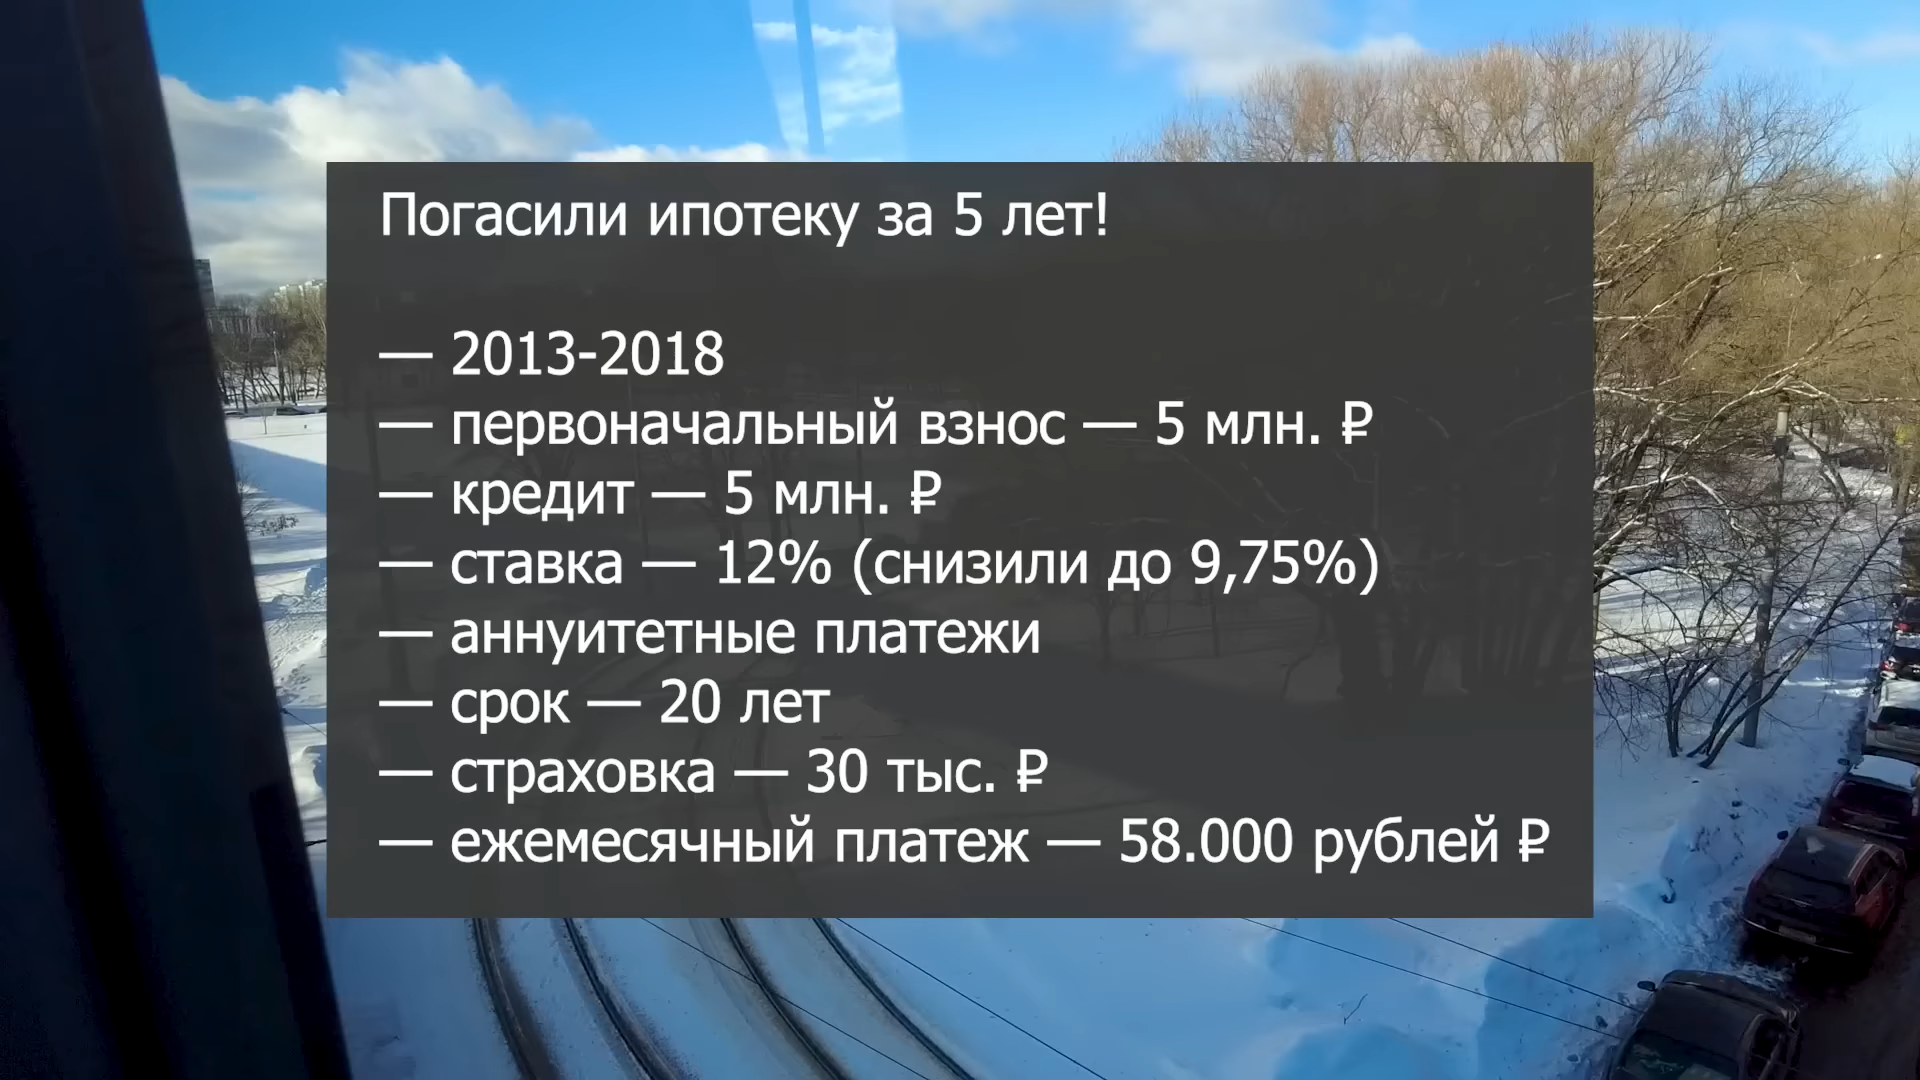 Погасили ипотеку за 5 лет!
— 2013-2018
— первоначальный взнос — 5 млн. ₽
— кредит — 5 млн. ₽
— ставка — 12% (снизили до 9,75%)
— аннуитетные платежи
— срок — 20 лет
— страховка — 30 тыс. ₽
— ежемесячный платеж — 58.000 рублей ₽